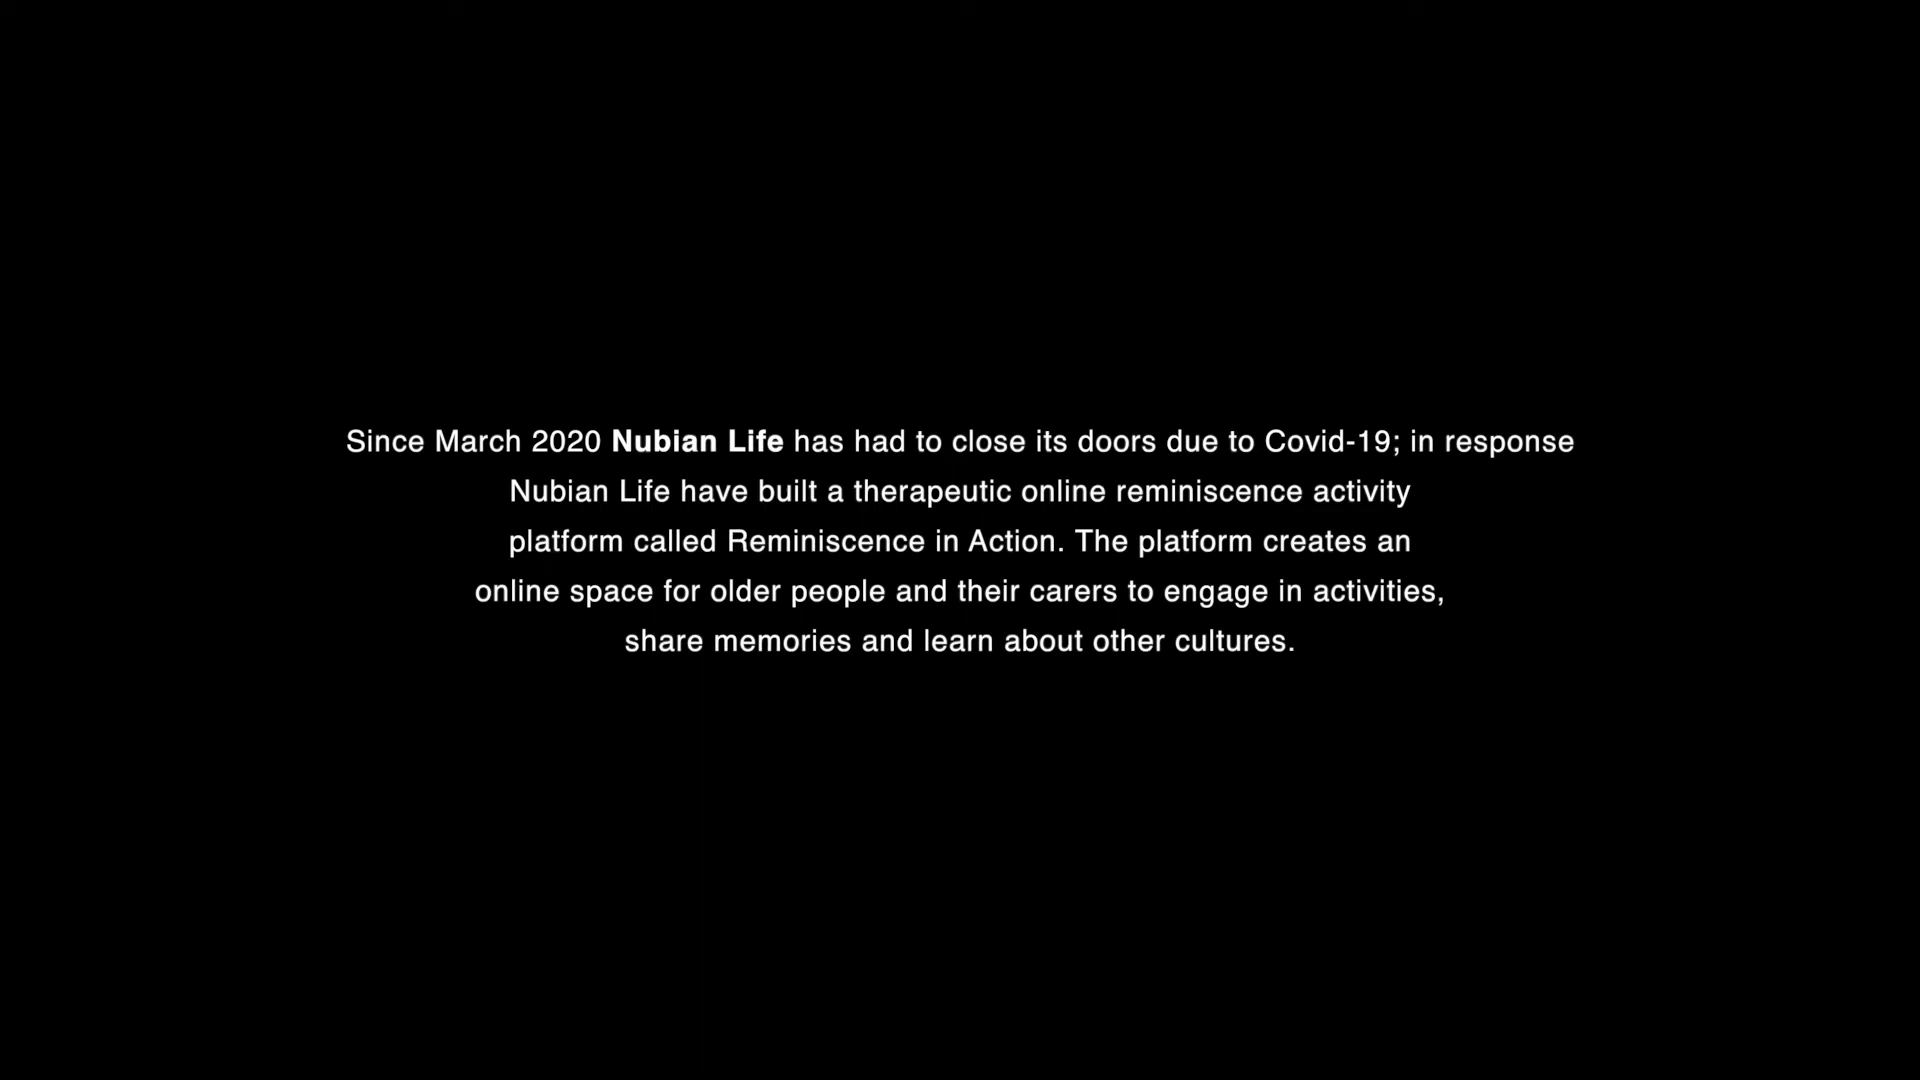 Since March 2020 Nubian Life has had to close its doors due to Covid-19; in response
Nubian Life have built a therapeutic online reminiscence activity
platform called Reminiscence in Action. The platform creates an
online space for older people and their carers to engage in activities,
share memories and learn about other cultures.